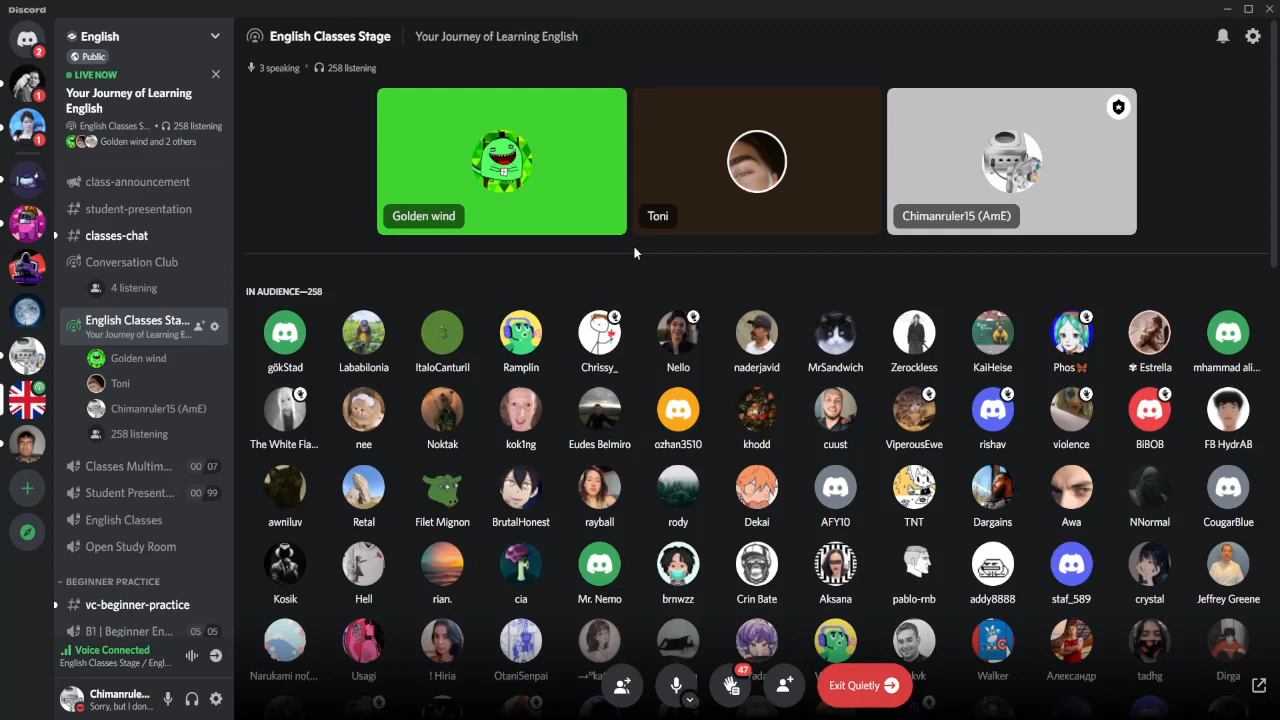 Discord
2
1
1
English
Public
LIVE NOW
Your Journey of Learning
English
English Classes S... • 258 listening
Golden wind and 2 others
class-announcement
student-presentation
classes-chat
Conversation Club
4 listening
English Classes Sta...
Your Journey of Learning E...
Golden wind
Toni
Chimanruler15 (AmE)
258 listening
Classes Multim... 00 07
Student Present... 00 99
English Classes
Open Study Room
BEGINNER PRACTICE
vc-beginner-practice
B1 | Beginner En... 05 05
Voice Connected
English Classes Stage / Engl...
Chimanrule...
Sorry, but I don...
English Classes Stage Your Journey of Learning English
3 speaking • 258 listening
Golden wind Toni Chimanruler15 (AmE)
IN AUDIENCE—258
gökStad Lababilonia ItaloCanturil Ramplin Chrissy_ Nello naderjavid MrSandwich Zerockless KaiHeise Phos Estrella mhammad ali...
The White Fla... nee Noktak kok1ng Eudes Belmiro ozhan3510 khodd cuust ViperousEwe rishav violence BiBOB FB HydrAB
awniluv Retal Filet Mignon BrutalHonest rayball rody Dekai AFY10 TNT Dargains Awa NNormal CougarBlue
Kosik Hell rian. cia Mr. Nemo brnwzz Crin Bate Aksana pablo-rnb addy8888 staf_589 crystal Jeffrey Greene
Narukami no(... Usagi ! Hiria OtaniSenpai Walker Александр tadhg Dirga
47
Exit Quietly